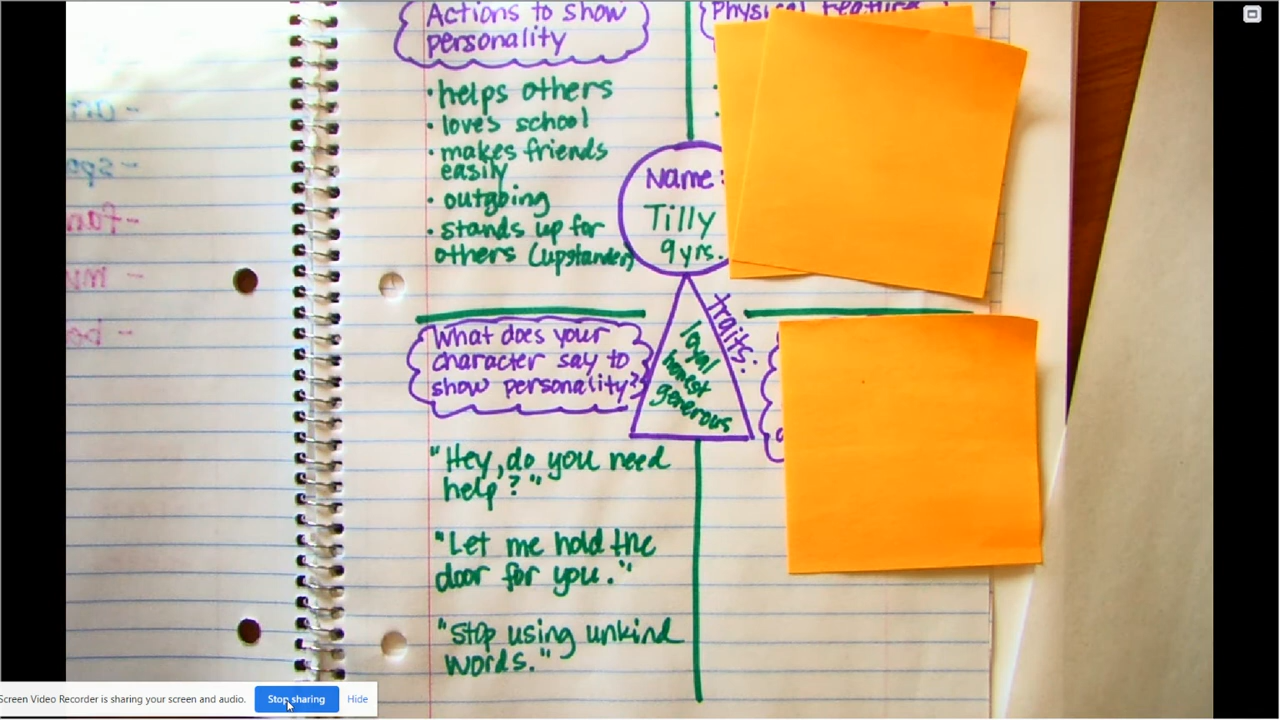 Actions to show
personality
Physical Feature
• helps others
• loves school
• makes friends
easily
• outgoing
• stands up for
others (upstander)
Name:
Tilly
9 yrs.
traits:
loyal
honest
generous
What does your
character say to
show personality?
"Hey, do you need
help?"
"Let me hold the
door for you."
"Stop using unkind
words."
Screen Video Recorder is sharing your screen and audio.
Stop sharing
Hide